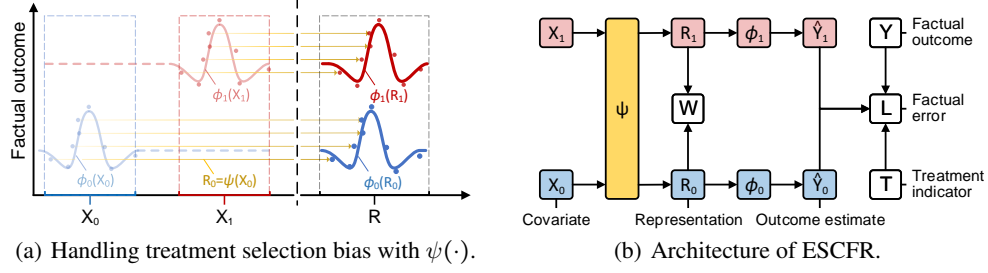 Factual outcome
ϕ₁(X₁)
ϕ₁(R₁)
ϕ₀(X₀)
R₀=ψ(X₀)
ϕ₀(R₀)
X₀
X₁
R
(a) Handling treatment selection bias with ψ(·).
X₁
ψ
R₁
ϕ₁
Ŷ₁
Y
Factual
outcome
W
L
Factual
error
X₀
R₀
ϕ₀
Ŷ₀
T
Treatment
indicator
Covariate
Representation
Outcome estimate
(b) Architecture of ESCFR.